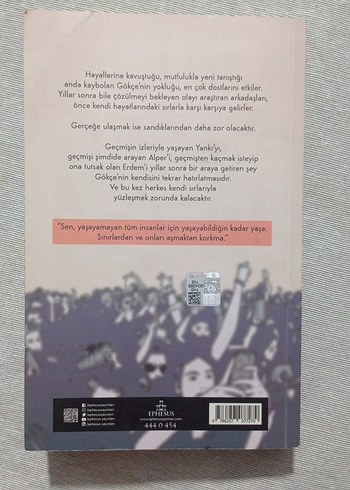 Hayallerine kavuştuğu, mutlulukla yeni tanıştığı
anda kaybolan Gökçe'nin yokluğu, en çok dostlarını etkiler.
Yıllar sonra bile çözülmeyi bekleyen olayı araştıran arkadaşları,
önce kendi hayatlarındaki sırlarla karşı karşıya gelirler.
Gerçeğe ulaşmak ise sandıklarından daha zor olacaktır.
Geçmişin izleriyle yaşayan Yankı'yı,
geçmişi şimdide arayan Alper'i, geçmişten kaçmak isteyip
ona tutsak olan Erdem'i yıllar sonra bir araya getiren şey
Gökçe'nin kendisini tekrar hatırlatmasıdır.
Ve bu kez herkes kendi sırlarıyla
yüzleşmek zorunda kalacaktır.
"Sen, yaşayamayan tüm insanlar için yaşayabildiğin kadar yaşa.
Sınırlardan ve onları aşmaktan korkma."
EPHESUS
www.ephesusyayinlari.com
444 0 454